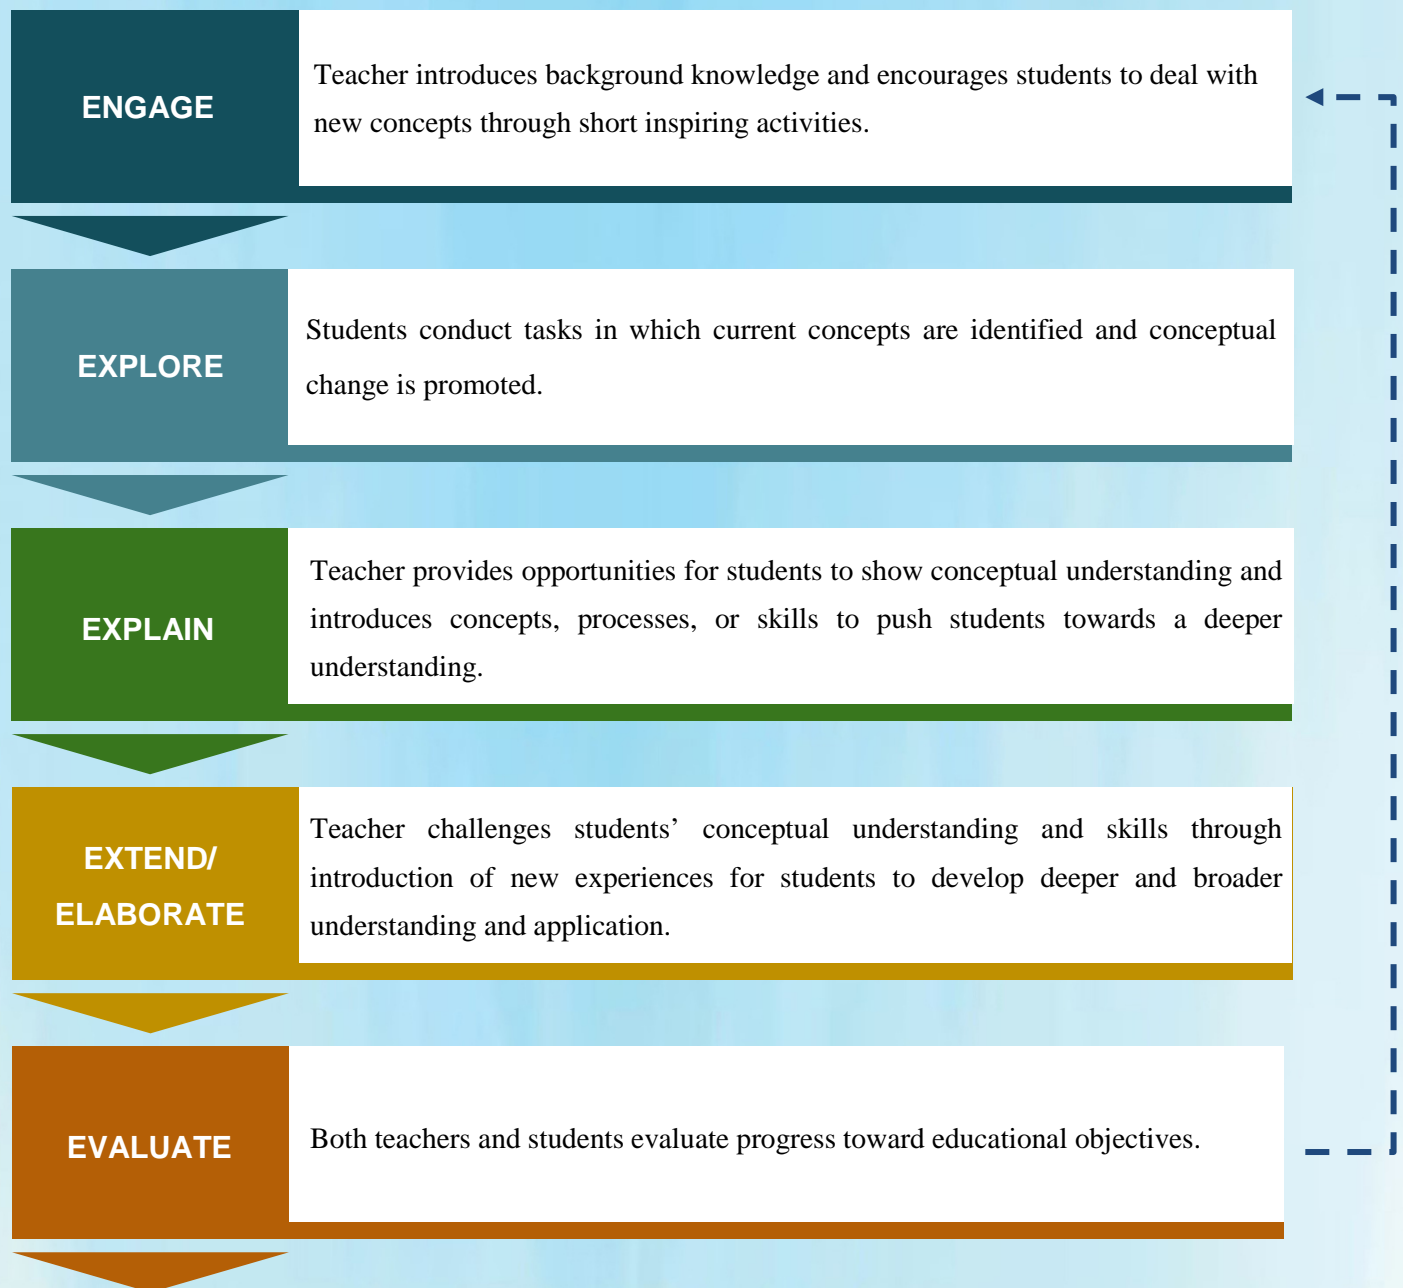 ENGAGE
Teacher introduces background knowledge and encourages students to deal with
new concepts through short inspiring activities.
EXPLORE
Students conduct tasks in which current concepts are identified and conceptual
change is promoted.
EXPLAIN
Teacher provides opportunities for students to show conceptual understanding and
introduces concepts, processes, or skills to push students towards a deeper
understanding.
EXTEND/
ELABORATE
Teacher challenges students’ conceptual understanding and skills through
introduction of new experiences for students to develop deeper and broader
understanding and application.
EVALUATE
Both teachers and students evaluate progress toward educational objectives.